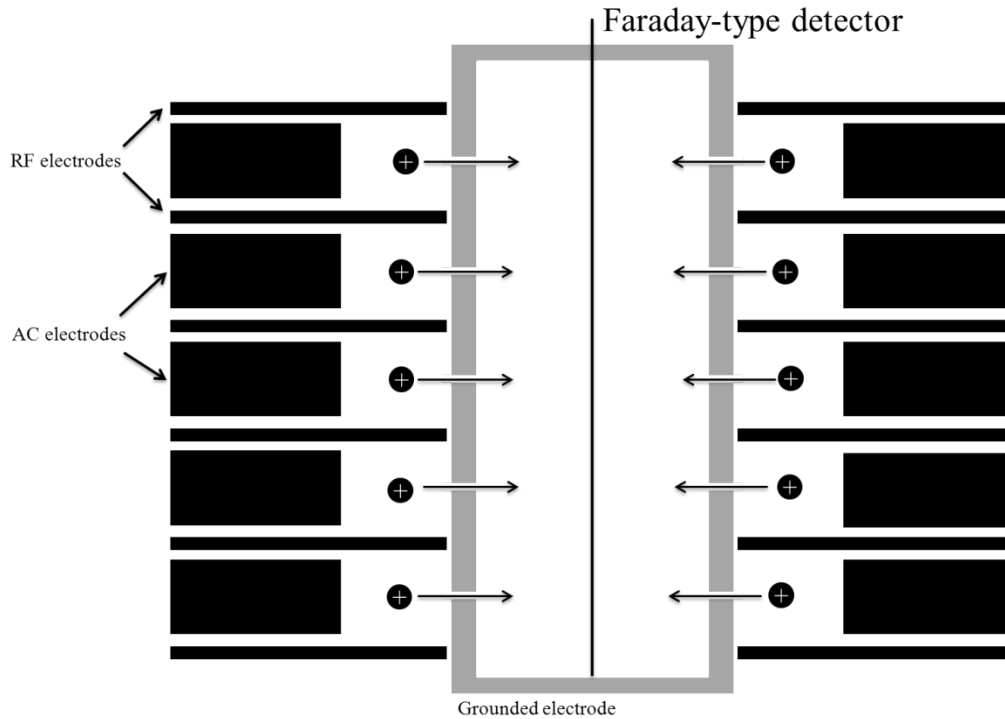 Faraday-type detector
RF electrodes
AC electrodes
Grounded electrode